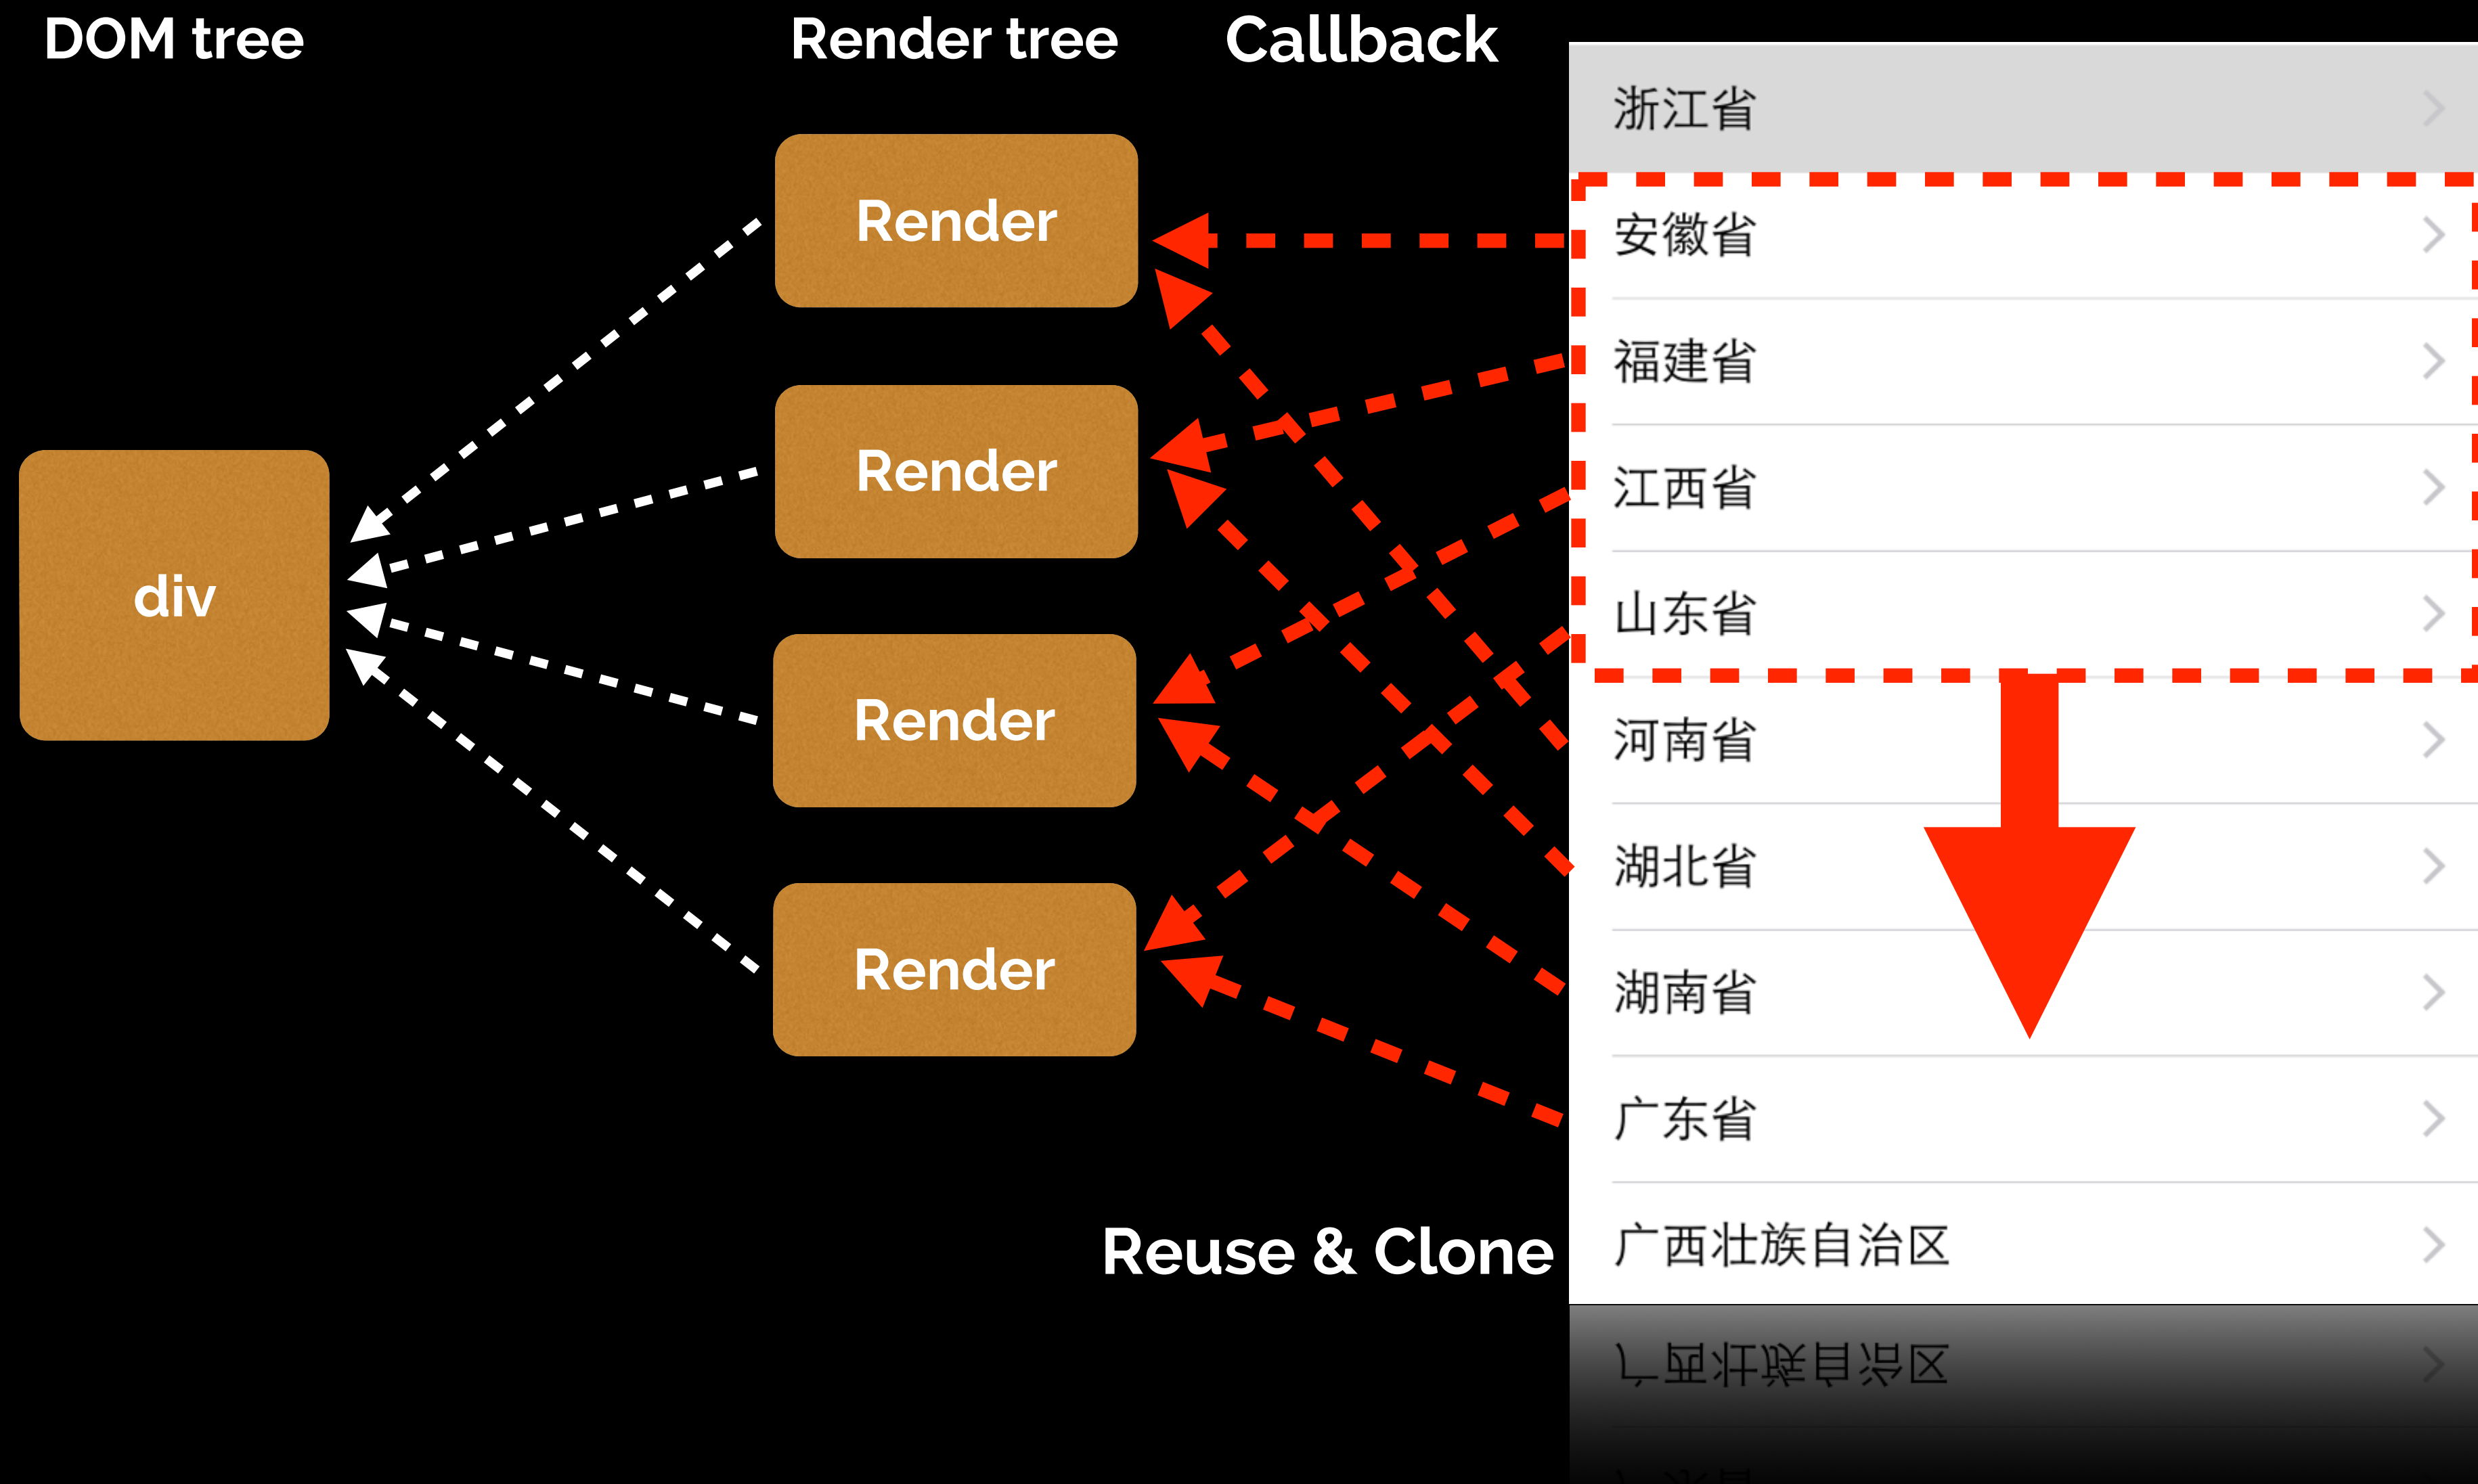 DOM tree
Render tree
Callback
Render
Render
Render
Render
div
Reuse & Clone
浙江省
安徽省
福建省
江西省
山东省
河南省
湖北省
湖南省
广东省
广西壮族自治区